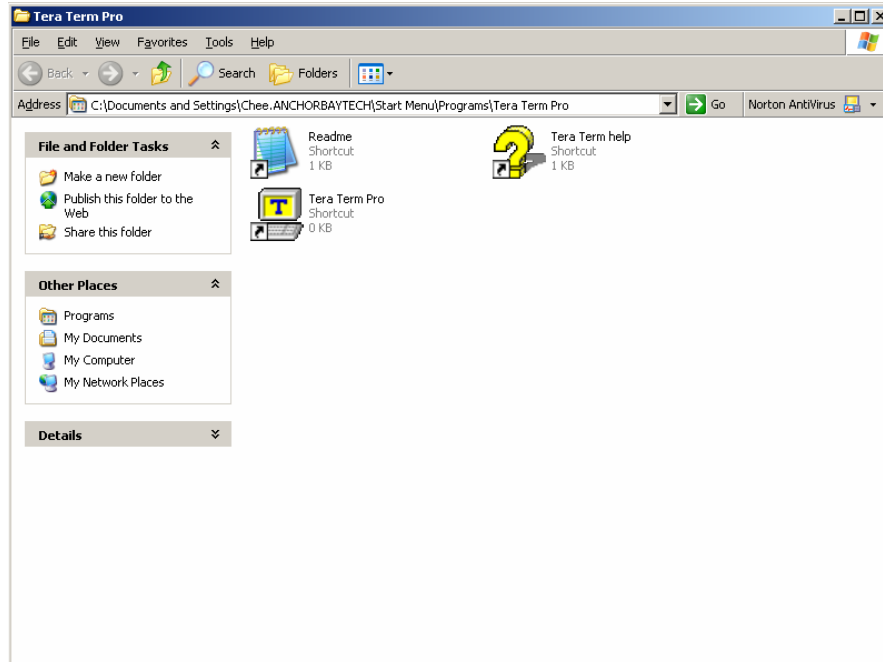 Tera Term Pro
File Edit View Favorites Tools Help
Back Search Folders
Address C:\Documents and Settings\Chee.ANCHORBAYTECH\Start Menu\Programs\Tera Term Pro Go Norton AntiVirus
File and Folder Tasks
Make a new folder
Publish this folder to the
Web
Share this folder
Other Places
Programs
My Documents
My Computer
My Network Places
Details
Readme
Shortcut
1 KB
Tera Term help
Shortcut
1 KB
T
Tera Term Pro
Shortcut
0 KB